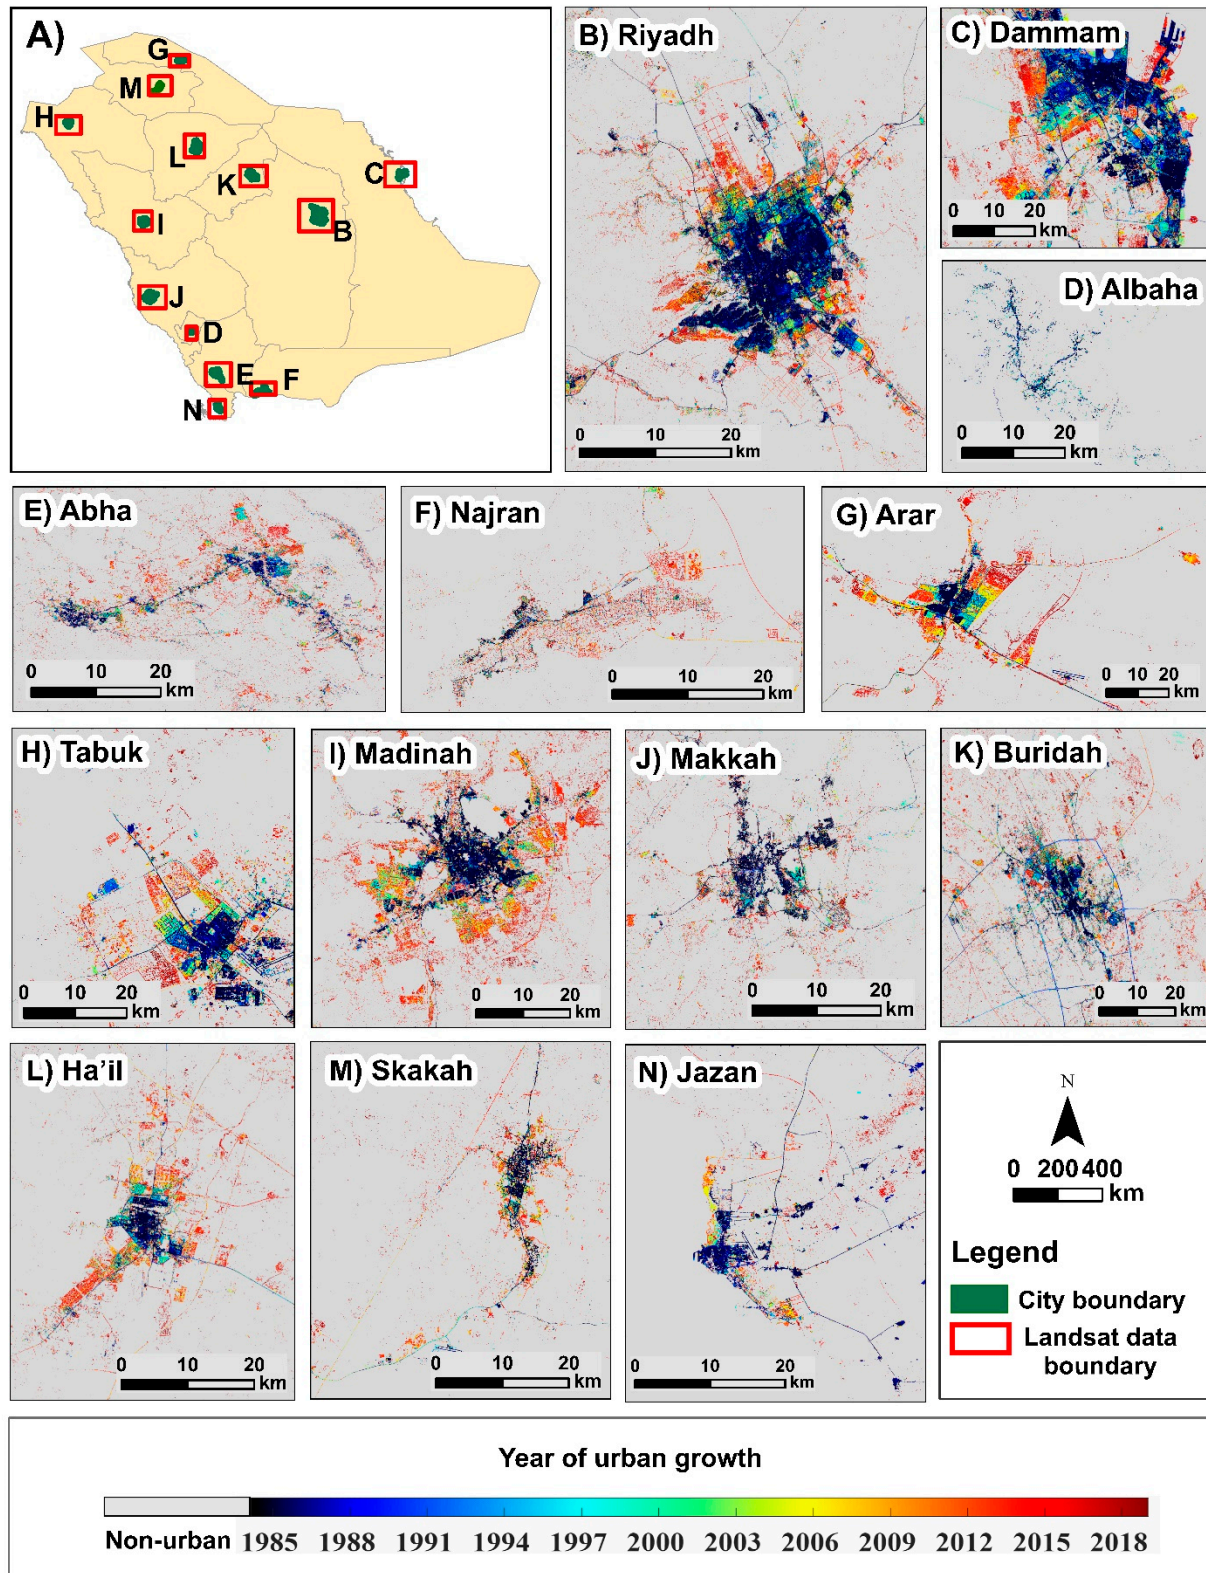 A)
G
M
H
L
K
C
B
I
J
D
E
F
N
B) Riyadh
0 10 20
km
C) Dammam
0 10 20
km
D) Albaha
0 10 20
km
E) Abha
0 10 20
km
F) Najran
0 10 20
km
G) Arar
0 10 20
km
H) Tabuk
0 10 20
km
I) Madinah
0 10 20
km
J) Makkah
0 10 20
km
K) Buridah
0 10 20
km
L) Ha'il
0 10 20
km
M) Skakah
0 10 20
km
N) Jazan
0 10 20
km
N
0 200 400
km
Legend
City boundary
Landsat data
boundary
Year of urban growth
Non-urban 1985 1988 1991 1994 1997 2000 2003 2006 2009 2012 2015 2018